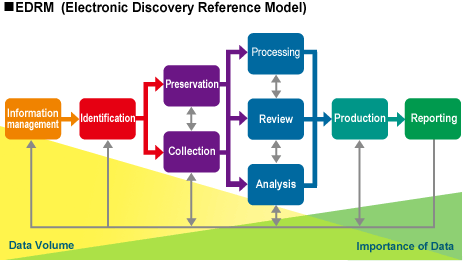 ■EDRM (Electronic Discovery Reference Model)
Processing
Preservation
Information
management
Identification
Review
Production
Reporting
Collection
Analysis
Data Volume
Importance of Data